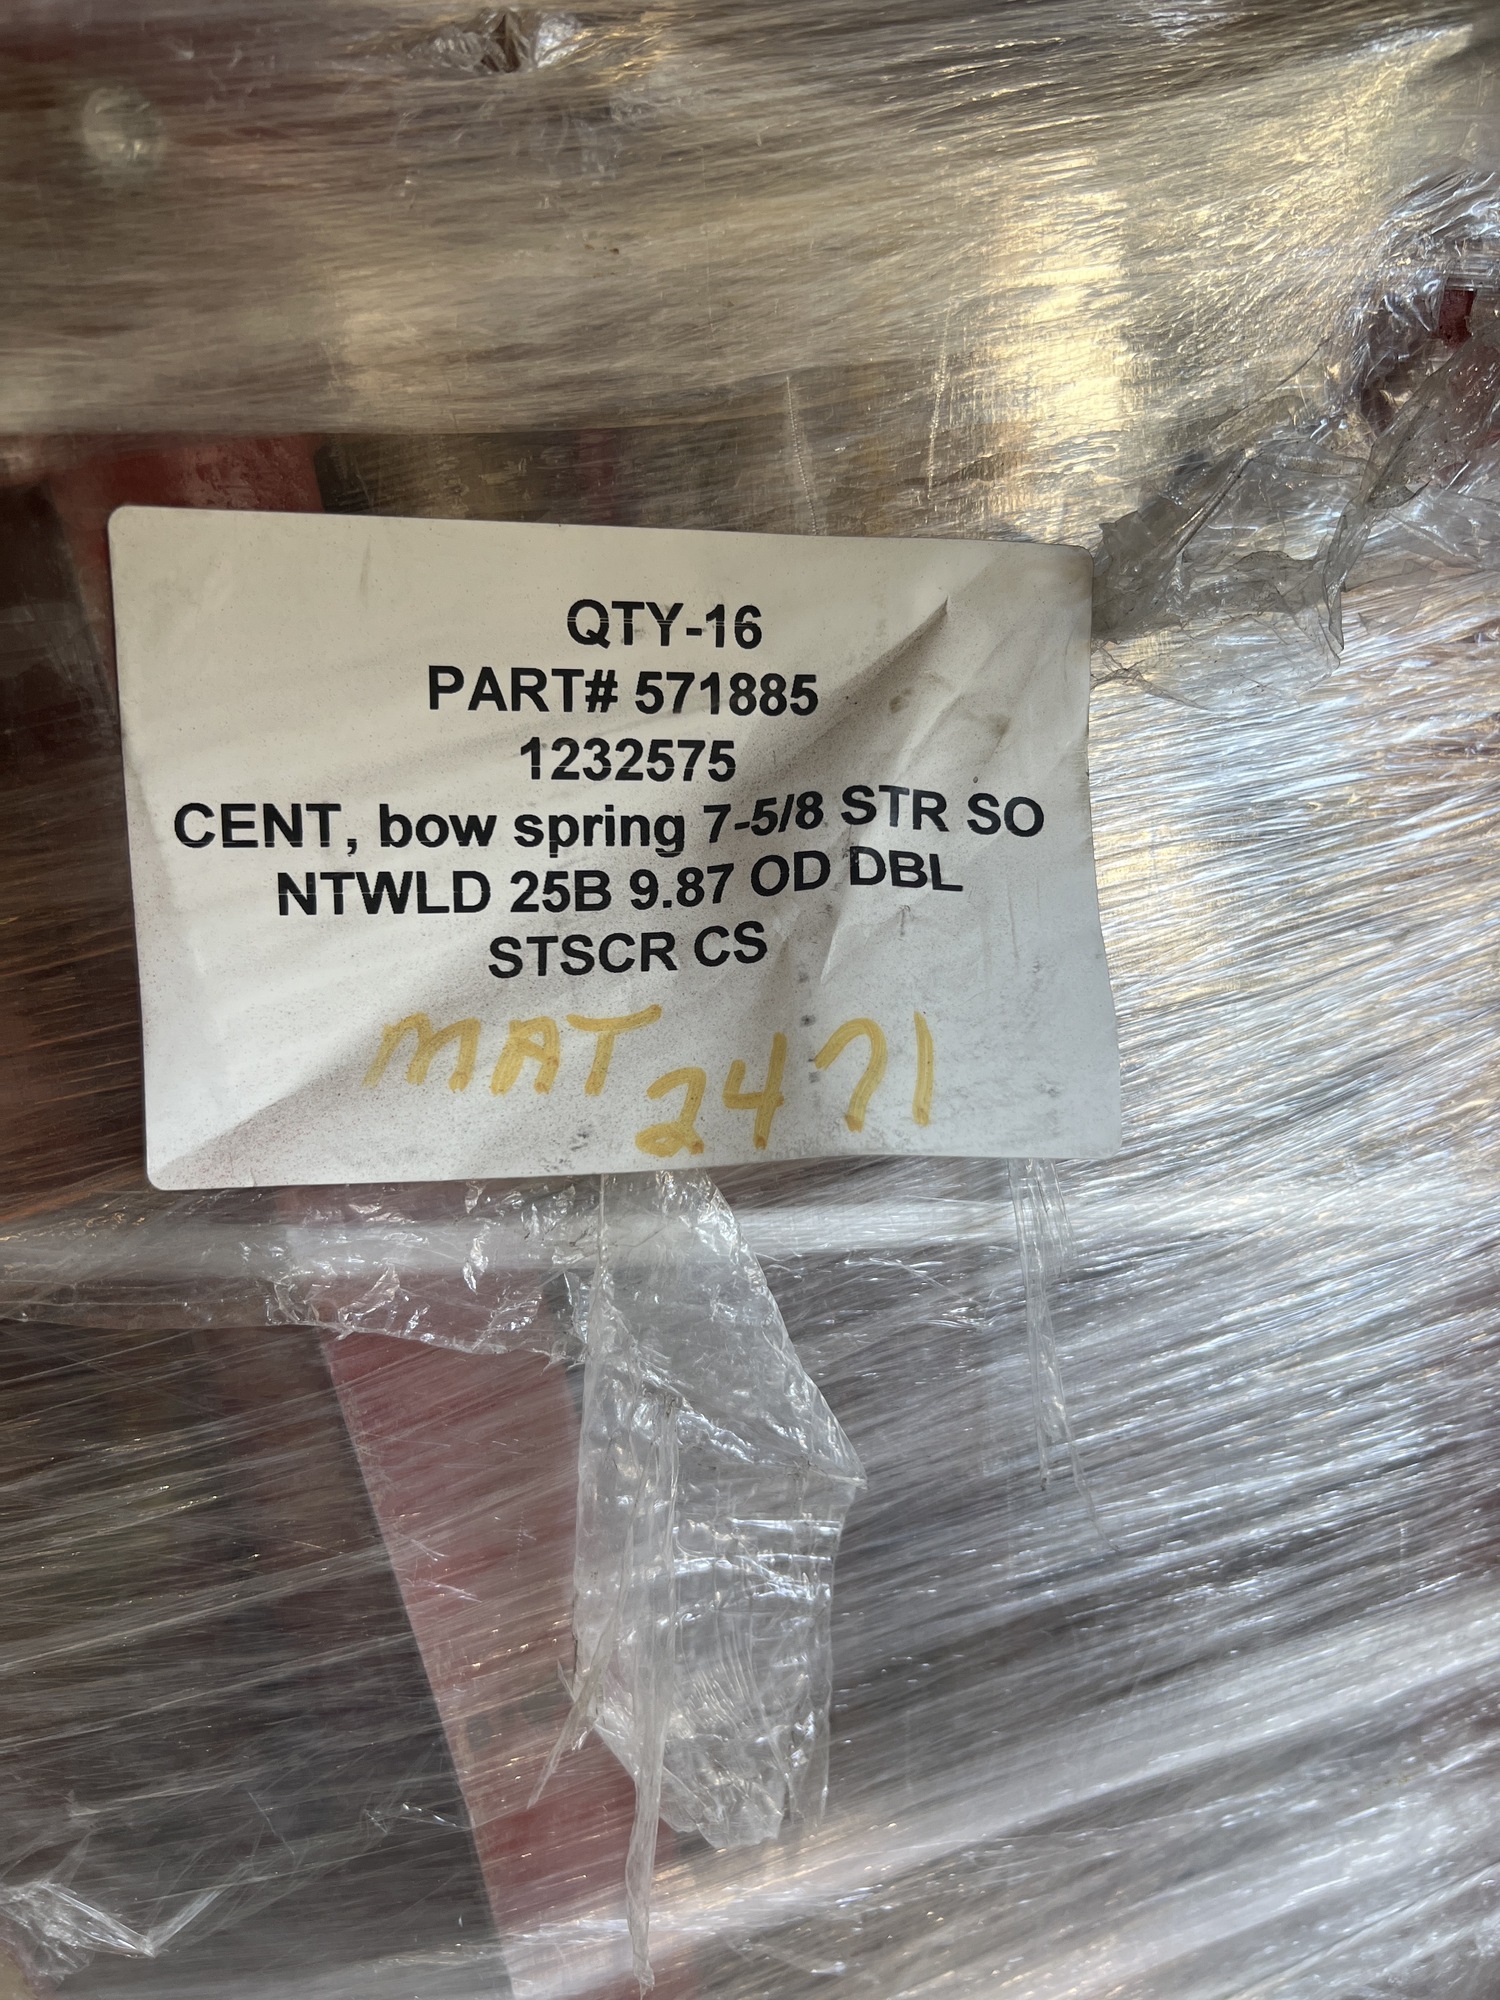 QTY-16
PART# 571885
1232575
CENT, bow spring 7-5/8 STR SO
NTWLD 25B 9.87 OD DBL
STSCR CS
MAT 2471